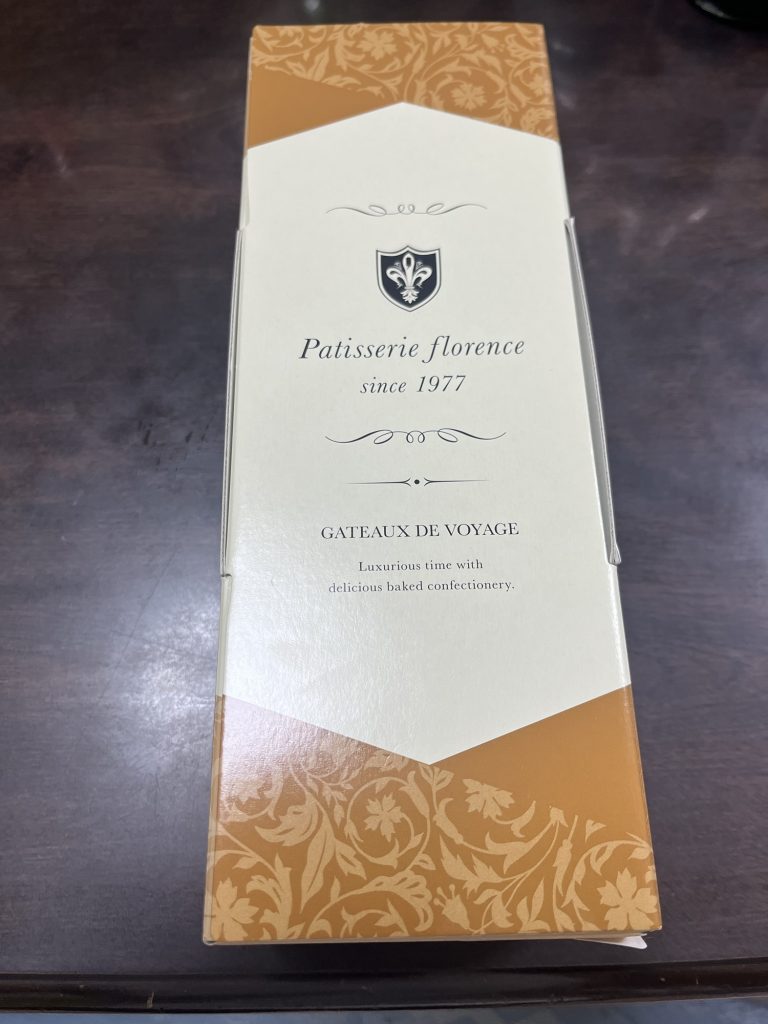 Patisserie florence
since 1977
GATEAUX DE VOYAGE
Luxurious time with
delicious baked confectionery.